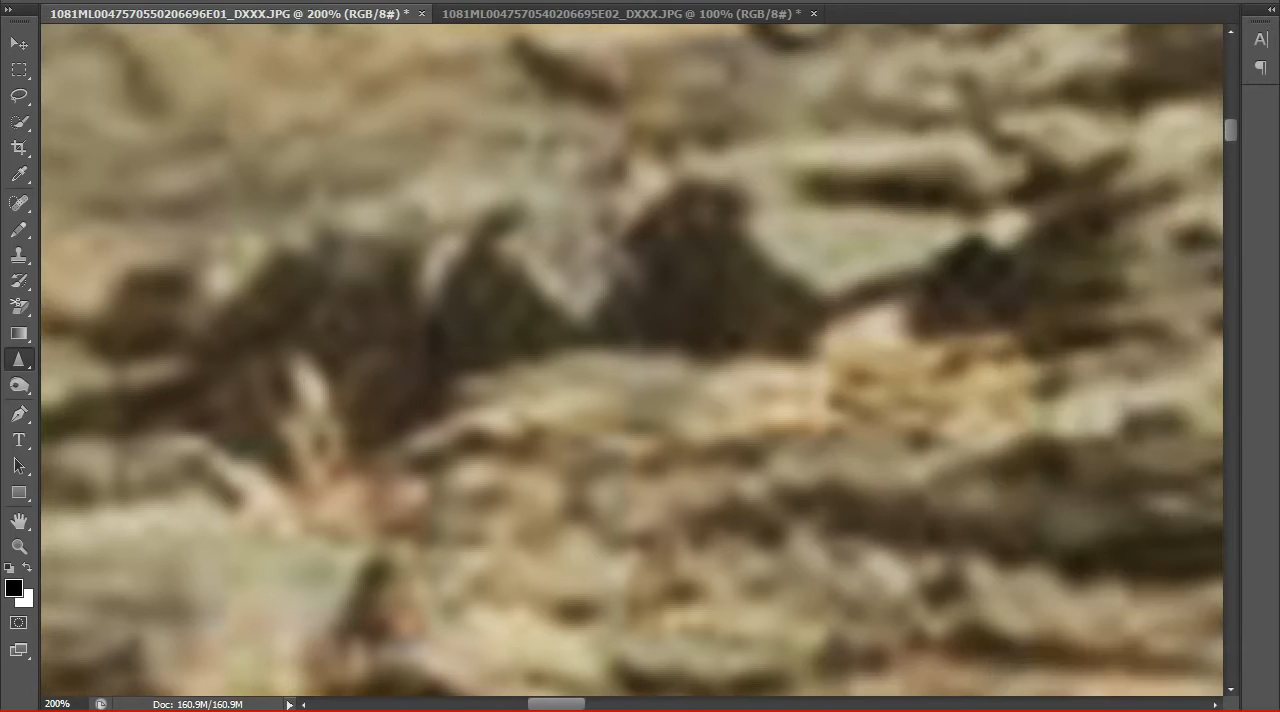 1081ML0047570550206696E01_DXXX.JPG @ 200% (RGB/8#) * × 1081ML0047570540206695E02_DXXX.JPG @ 100% (RGB/8#) * ×
A
T
200% Doc: 160.9M/160.9M